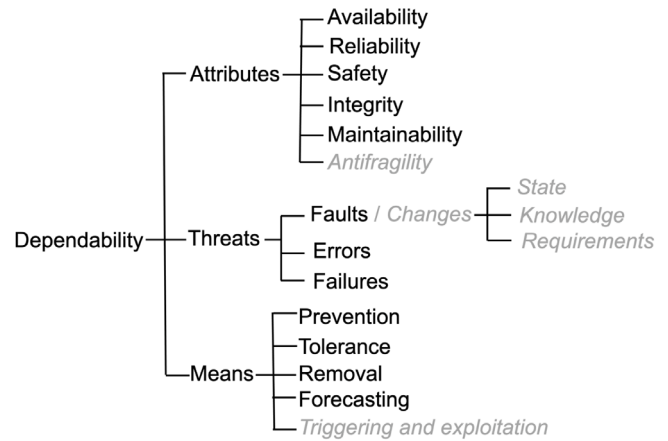 Availability
Reliability
Attributes
Safety
Integrity
Maintainability
Antifragility
State
Faults / Changes
Knowledge
Dependability
Threats
Requirements
Errors
Failures
Prevention
Tolerance
Means
Removal
Forecasting
Triggering and exploitation